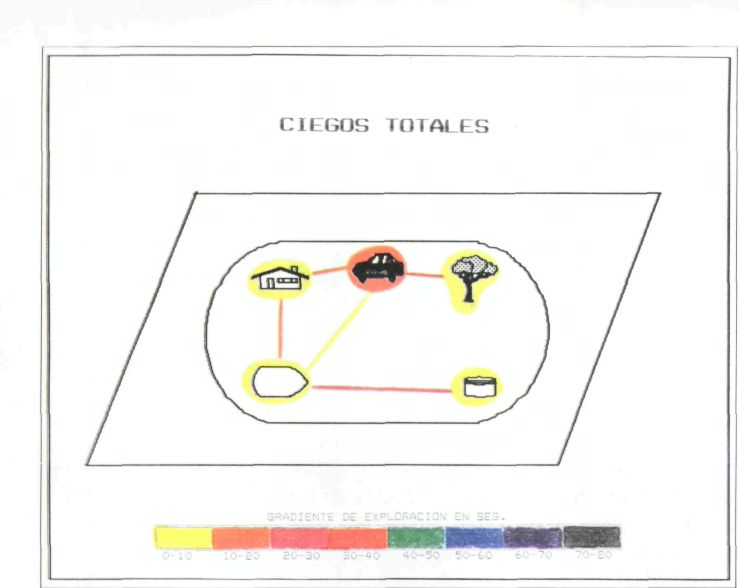 CIEGOS TOTALES
GRADIENTE DE EXPLORACION EN SEG.
0-10 10-20 20-30 30-40 40-50 50-60 60-70 70-80